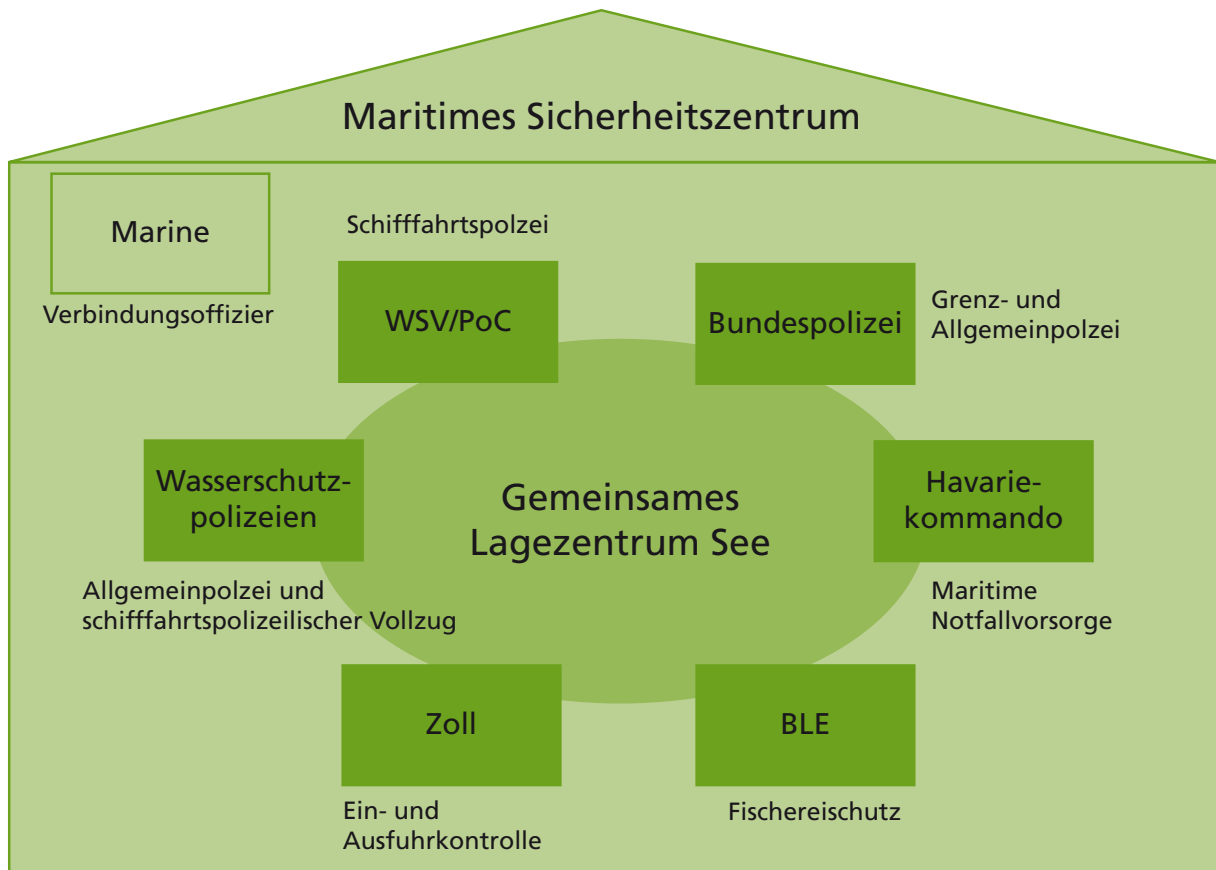 Maritimes Sicherheitszentrum
Marine
Verbindungsoffizier
Schifffahrtspolzei
WSV/PoC
Bundespolizei
Grenz- und
Allgemeinpolzei
Wasserschutz-
polizeien
Allgemeinpolzei und
schifffahrtspolizeilischer Vollzug
Gemeinsames
Lagezentrum See
Havarie-
kommando
Maritime
Notfallvorsorge
Zoll
Ein- und
Ausfuhrkontrolle
BLE
Fischereischutz